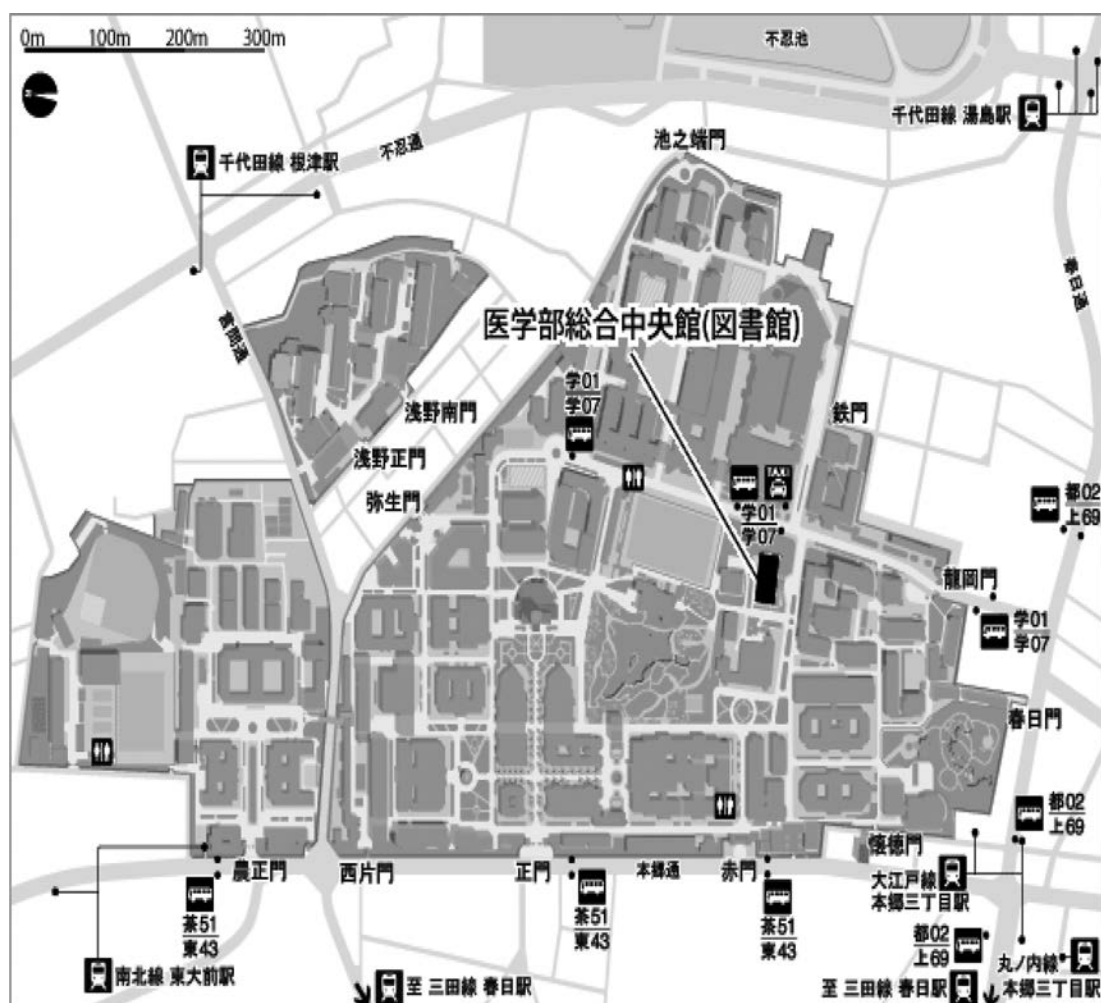 0m 100m 200m 300m
不忍池
千代田線 湯島駅
不忍通
池之端門
千代田線 根津駅
春日通
言問通
医学部総合中央館(図書館)
学01
学07
浅野南門
鉄門
浅野正門
弥生門
TAXI
学01
学07
都02
上69
龍岡門
学01
学07
春日門
都02
上69
懐徳門
農正門
西片門
正門
本郷通
赤門
大江戸線
本郷三丁目駅
茶51
東43
茶51
東43
茶51
東43
都02
上69
南北線 東大前駅
至 三田線 春日駅
丸ノ内線
本郷三丁目駅
至 三田線 春日駅